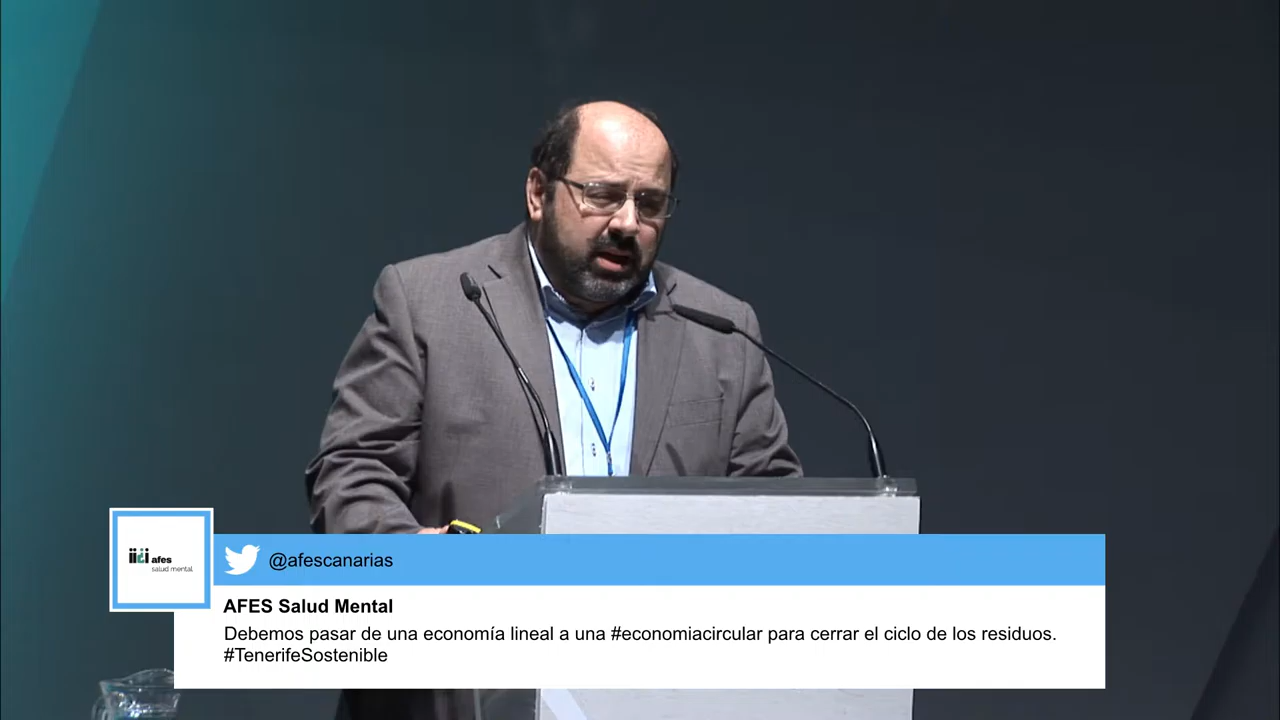 afes
salud mental
@afescanarias
AFES Salud Mental
Debemos pasar de una economía lineal a una #economiacircular para cerrar el ciclo de los residuos.
#TenerifeSostenible